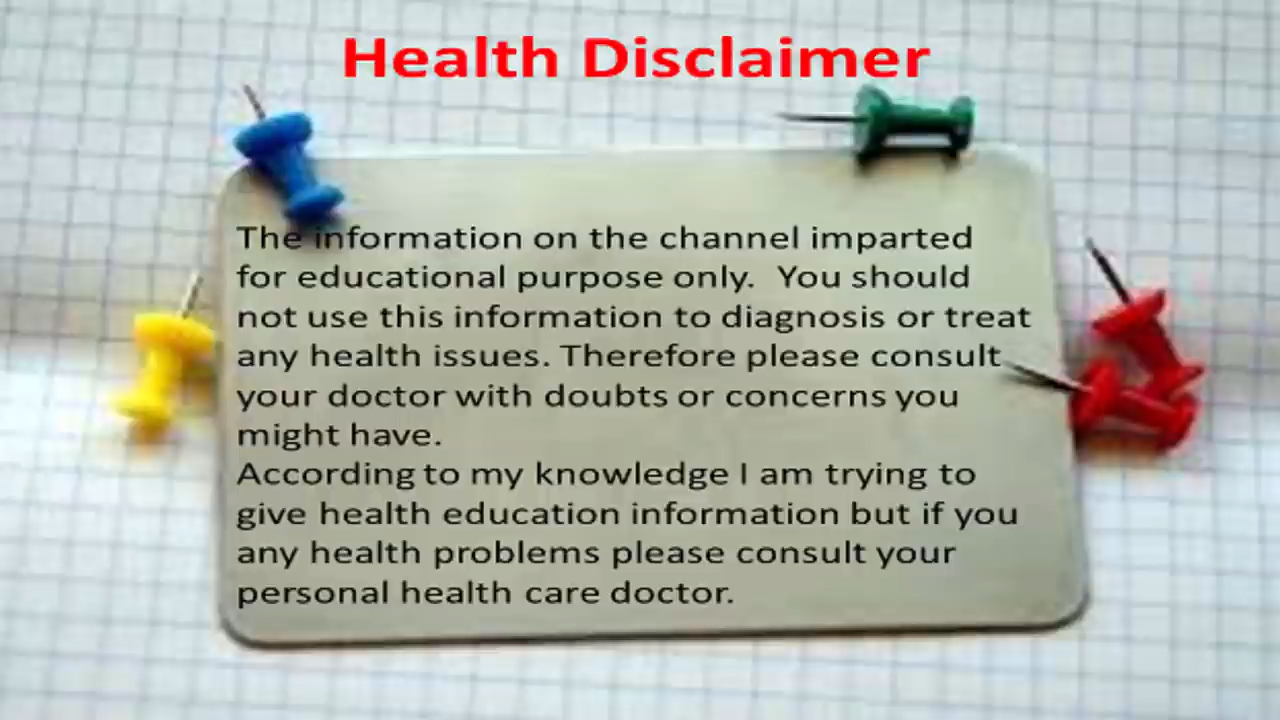 Health Disclaimer
The information on the channel imparted
for educational purpose only.  You should
not use this information to diagnosis or treat
any health issues. Therefore please consult
your doctor with doubts or concerns you
might have.
According to my knowledge I am trying to
give health education information but if you
any health problems please consult your
personal health care doctor.